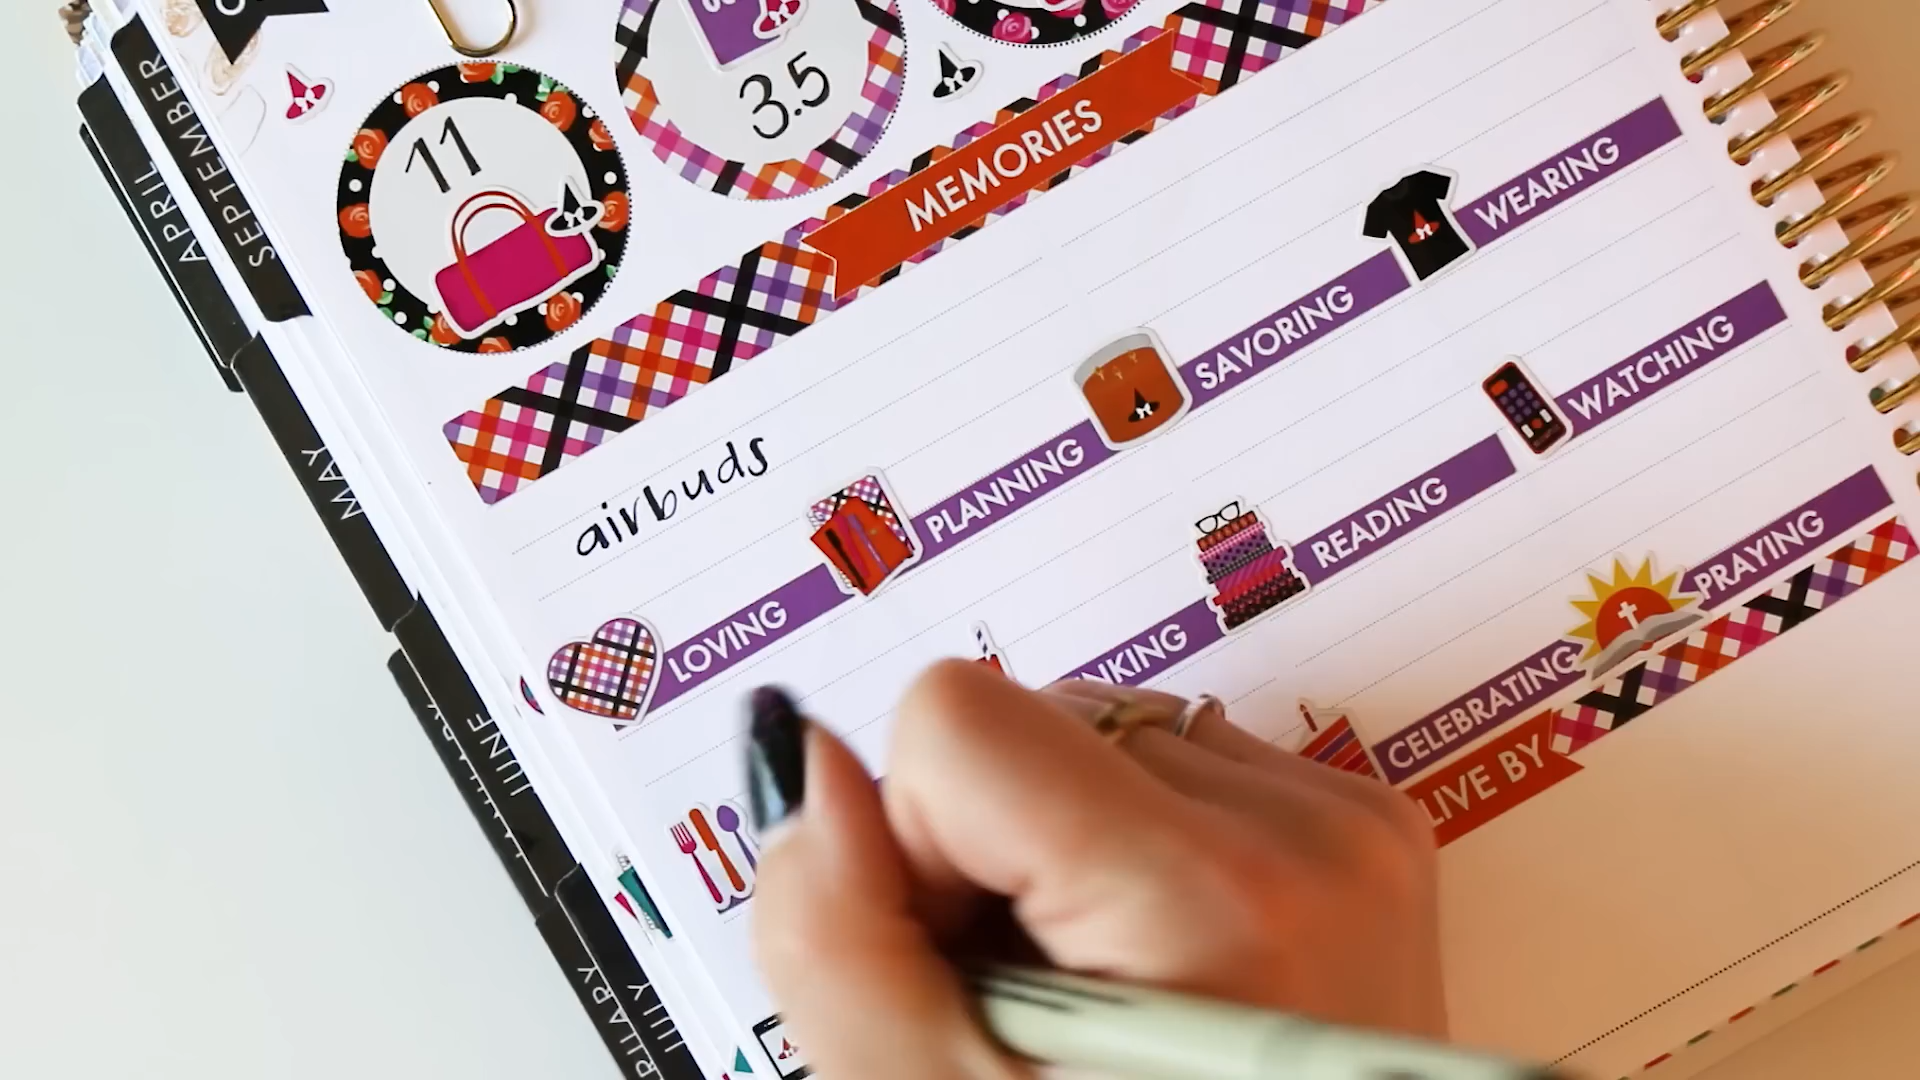 SEPTEMBER
APRIL
MAY
JUNE
JULY
11
3.5
MEMORIES
WEARING
SAVORING
WATCHING
airbuds
PLANNING
READING
PRAYING
LOVING
CELEBRATING
LIVE BY